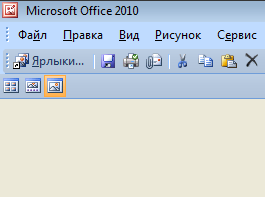 Microsoft Office 2010
Файл Правка Вид Рисунок Сервис
Ярлыки...